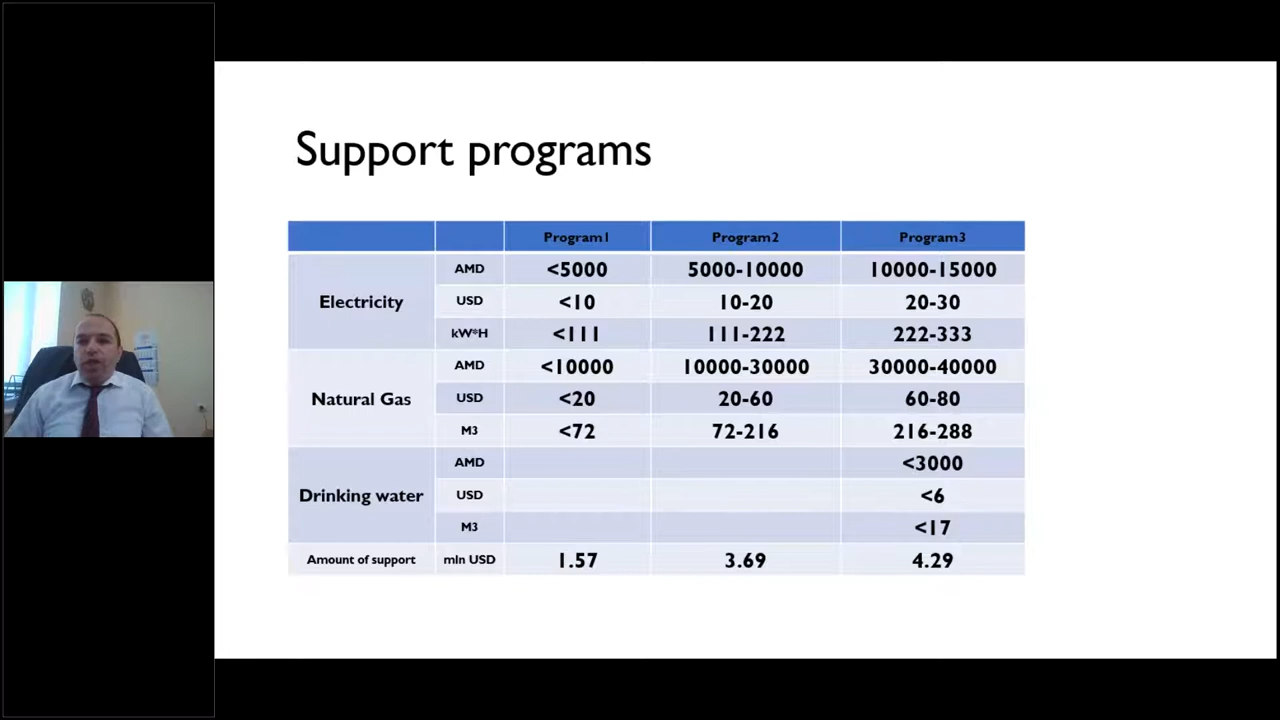 Support programs
Program1 Program2 Program3
Electricity AMD <5000 5000-10000 10000-15000
USD <10 10-20 20-30
kW*H <111 111-222 222-333
Natural Gas AMD <10000 10000-30000 30000-40000
USD <20 20-60 60-80
M3 <72 72-216 216-288
Drinking water AMD <3000
USD <6
M3 <17
Amount of support mln USD 1.57 3.69 4.29